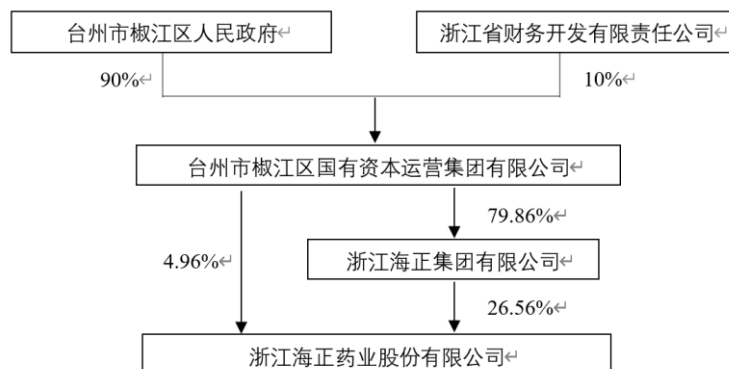 台州市椒江区人民政府↵
浙江省财务开发有限责任公司↵
90%
10%↵
台州市椒江区国有资本运营集团有限公司↵
79.86%↵
4.96%↵
浙江海正集团有限公司↵
26.56%↵
浙江海正药业股份有限公司↵